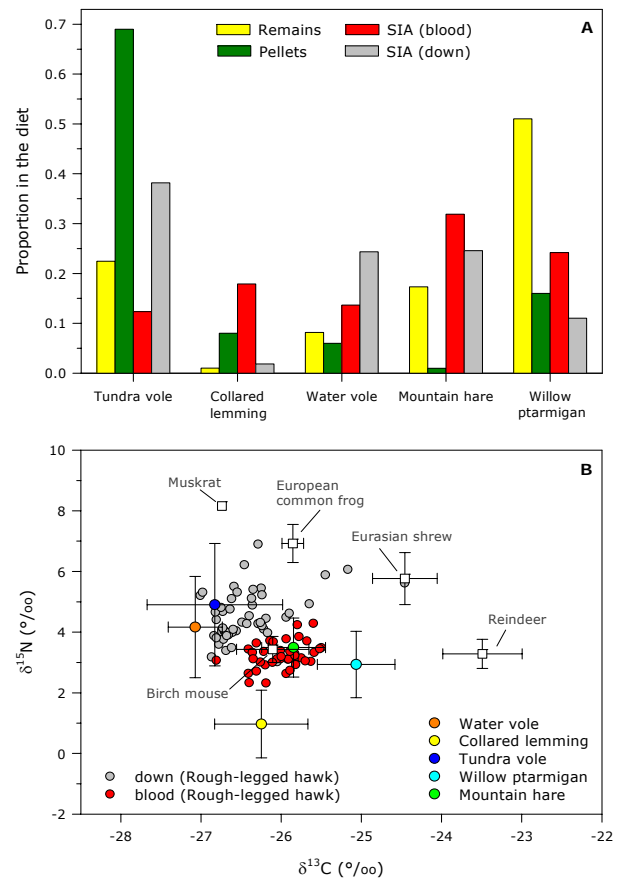 A
Remains
SIA (blood)
Pellets
SIA (down)
Proportion in the diet
0.7
0.6
0.5
0.4
0.3
0.2
0.1
0.0
Tundra vole
Collared
lemming
Water vole
Mountain hare
Willow
ptarmigan
B
δ15N (°/oo)
10
8
6
4
2
0
-2
Muskrat
European
common frog
Eurasian shrew
Reindeer
Birch mouse
Water vole
Collared lemming
Tundra vole
Willow ptarmigan
Mountain hare
down (Rough-legged hawk)
blood (Rough-legged hawk)
-28
-27
-26
-25
-24
-23
-22
δ13C (°/oo)